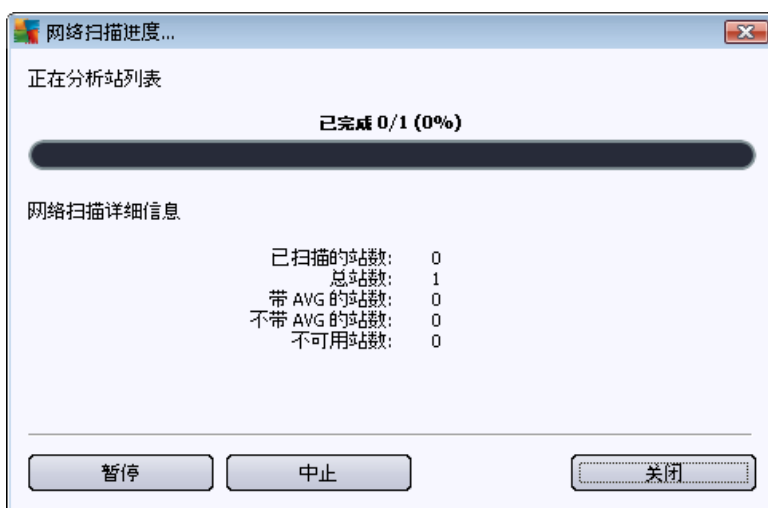 网络扫描进度...
正在分析站列表
已完成 0/1 (0%)
网络扫描详细信息
已扫描的站数: 0
总站数: 1
带 AVG 的站数: 0
不带 AVG 的站数: 0
不可用站数: 0
暂停 中止 关闭